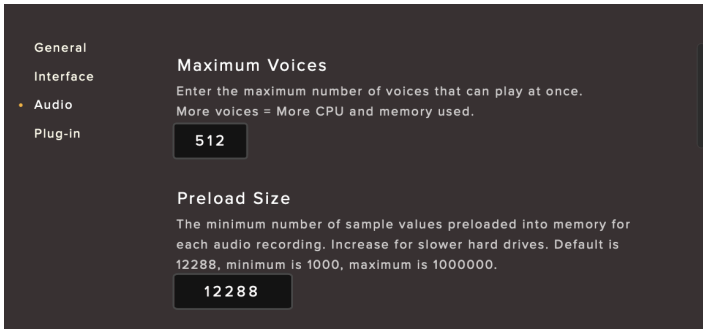 General
Interface
Audio
Plug-in
Maximum Voices
Enter the maximum number of voices that can play at once.
More voices = More CPU and memory used.
512
Preload Size
The minimum number of sample values preloaded into memory for
each audio recording. Increase for slower hard drives. Default is
12288, minimum is 1000, maximum is 1000000.
12288